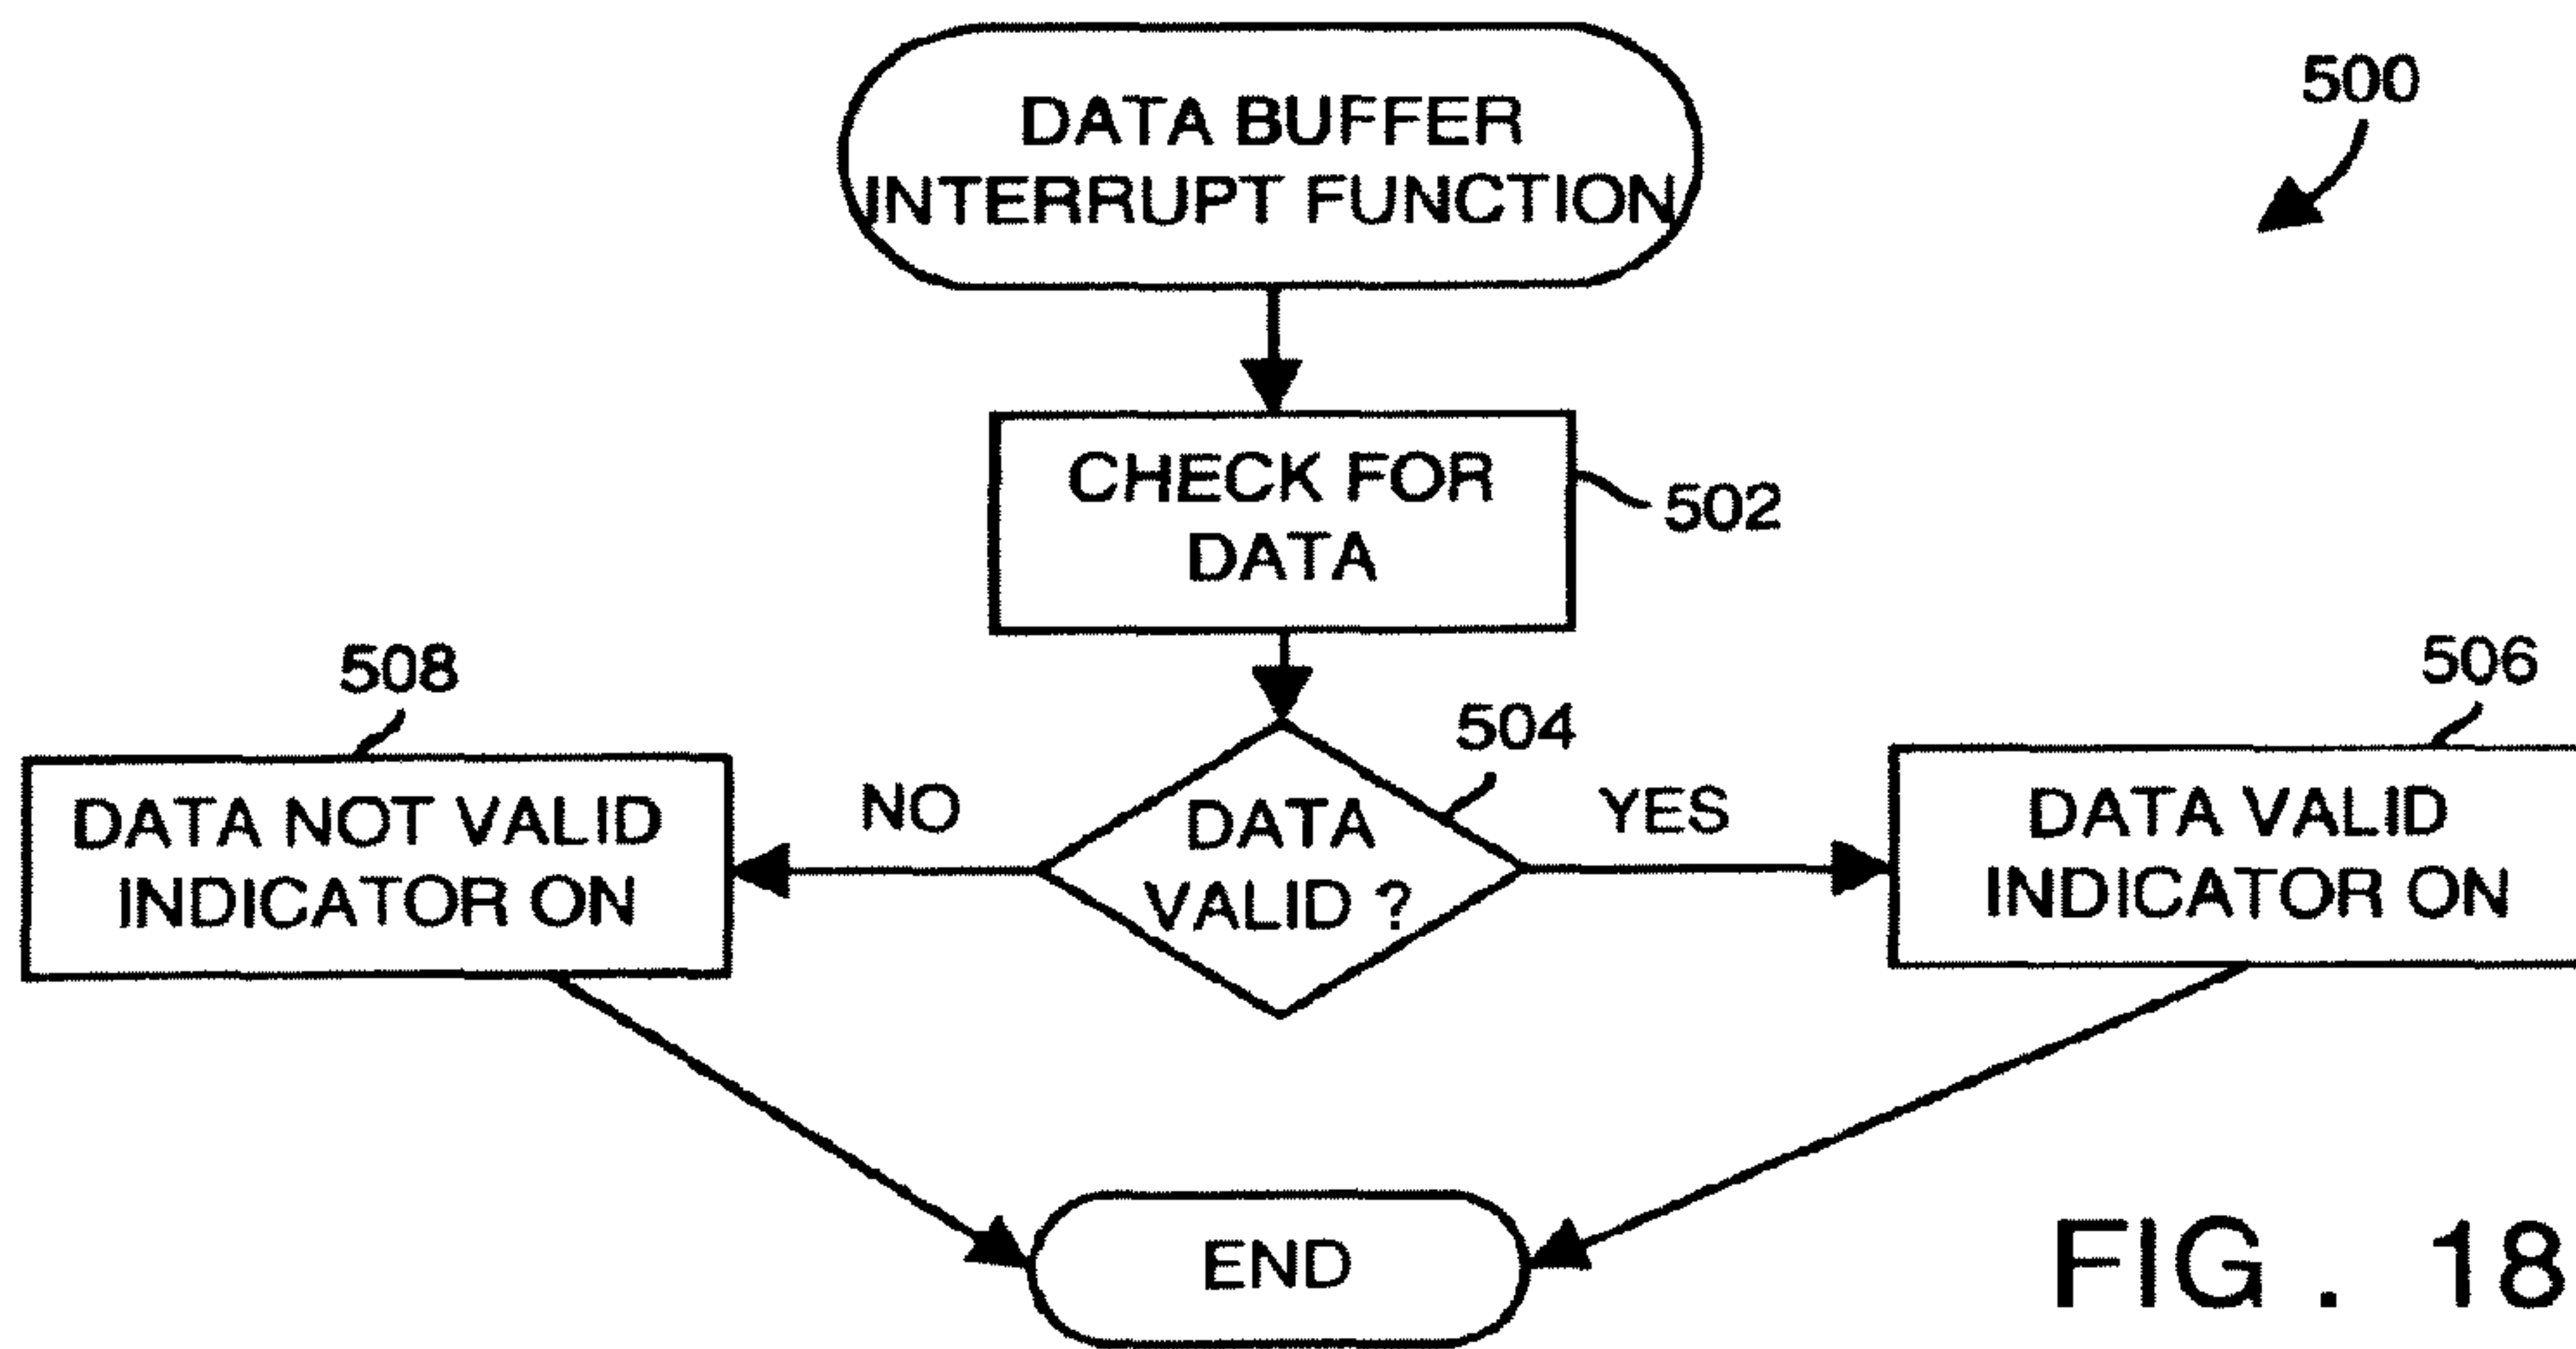 DATA BUFFER
INTERRUPT FUNCTION
500
CHECK FOR
DATA
502
508
506
504
DATA NOT VALID
INDICATOR ON
NO
DATA
VALID ?
YES
DATA VALID
INDICATOR ON
END
FIG . 18